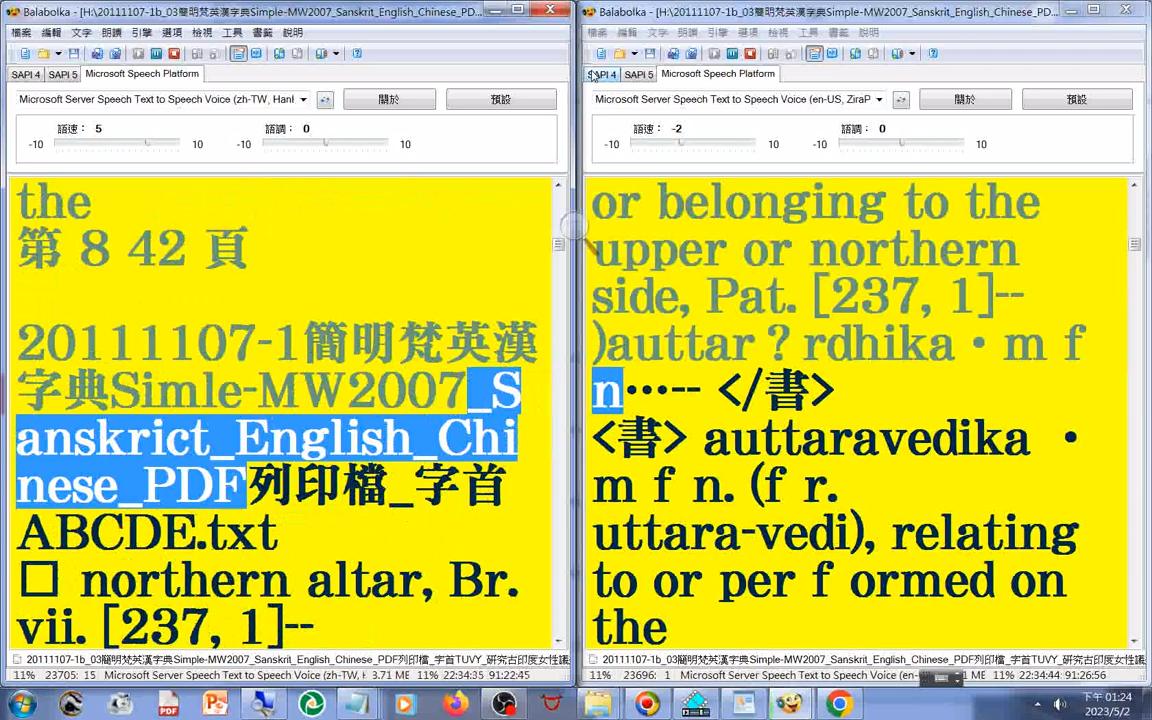 Balabolka - [H:\20111107-1b_03簡明梵英漢字典Simple-MW2007_Sanskrit_English_Chinese_PD...
檔案 編輯 文字 朗讀 引擎 選項 檢視 工具 書籤 說明
SAPI 4 SAPI 5 Microsoft Speech Platform
Microsoft Server Speech Text to Speech Voice (zh-TW, HanH
關於 預設
語速： 5 語調： 0
-10 10 -10 10
the
第 8 42 頁
20111107-1簡明梵英漢
字典Simle-MW2007_S
anskrict_English_Chi
nese_PDF列印檔_字首
ABCDE.txt
□ northern altar, Br.
vii. [237, 1]--
20111107-1b_03簡明梵英漢字典Simple-MW2007_Sanskrit_English_Chinese_PDF列印檔_字首TUVY_研究古印度女性議
11% 23705: 15 Microsoft Server Speech Text to Speech Voice (zh-TW, H 3.71 MB 11% 22:34:35 91:22:45
Balabolka - [H:\20111107-1b_03簡明梵英漢字典Simple-MW2007_Sanskrit_English_Chinese_PD...
檔案 編輯 文字 朗讀 引擎 選項 檢視 工具 書籤 說明
SAPI 4 SAPI 5 Microsoft Speech Platform
Microsoft Server Speech Text to Speech Voice (en-US, ZiraP
關於 預設
語速： -2 語調： 0
-10 10 -10 10
or belonging to the
upper or northern
side, Pat. [237, 1]--
)auttar？rdhika • m f
n…-- </書>
<書> auttaravedika •
m f n. (f r.
uttara-vedi), relating
to or per f ormed on
the
20111107-1b_03簡明梵英漢字典Simple-MW2007_Sanskrit_English_Chinese_PDF列印檔_字首TUVY_研究古印度女性議
11% 23696: 1 Microsoft Server Speech Text to Speech Voice (en- MB 11% 22:34:44 91:26:56
PDF
下午 01:24
2023/5/2